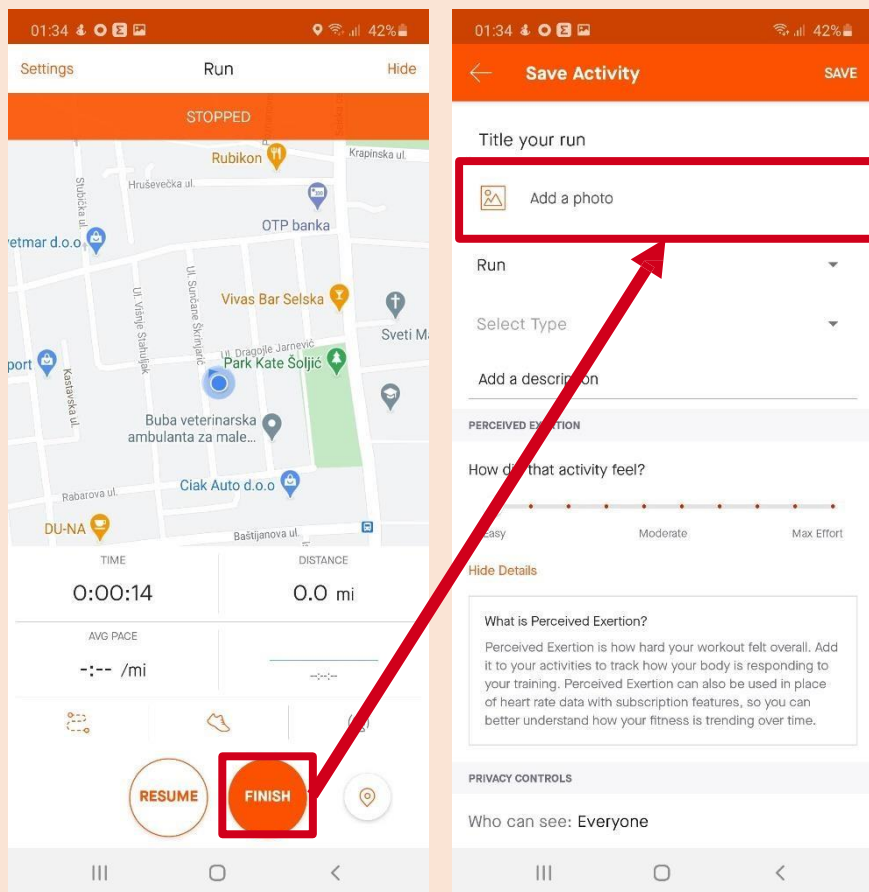 01:34
42%
Settings
Run
Hide
STOPPED
Rubikon
Krapinska ul.
Stubička ul.
Hruševečka ul.
OTP banka
etmar d.o.o
Ul. Višnje Stahuljak
Ul. Sunčane Škrinjarić
Vivas Bar Selska
Sveti M
Ul. Dragojle Jarnević
Park Kate Šoljić
port
Kastavska ul.
Buba veterinarska
ambulanta za male...
Ciak Auto d.o.o
Rabarova ul.
DU-NA
Baštijanova ul.
TIME
DISTANCE
0:00:14
0.0 mi
AVG PACE
-:-- /mi
--:--:--
RESUME
FINISH
01:34
42%
Save Activity
SAVE
Title your run
Add a photo
Run
Select Type
Add a description
PERCEIVED
How did that activity feel?
Easy
Moderate
Max Effort
Hide Details
What is Perceived Exertion?
Perceived Exertion is how hard your workout felt overall. Add
it to your activities to track how your body is responding to
your training. Perceived Exertion can also be used in place
of heart rate data with subscription features, so you can
better understand how your fitness is trending over time.
PRIVACY CONTROLS
Who can see: Everyone